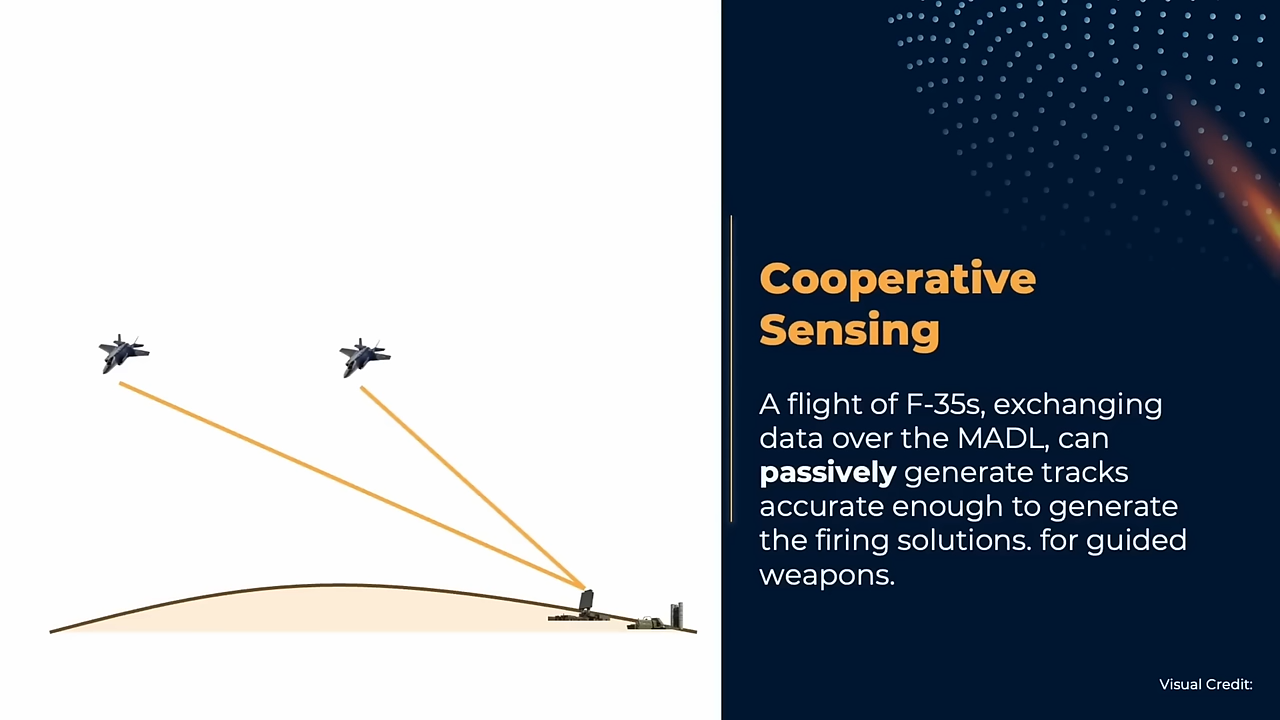 Cooperative
Sensing
A flight of F-35s, exchanging
data over the MADL, can
passively generate tracks
accurate enough to generate
the firing solutions. for guided
weapons.
Visual Credit: